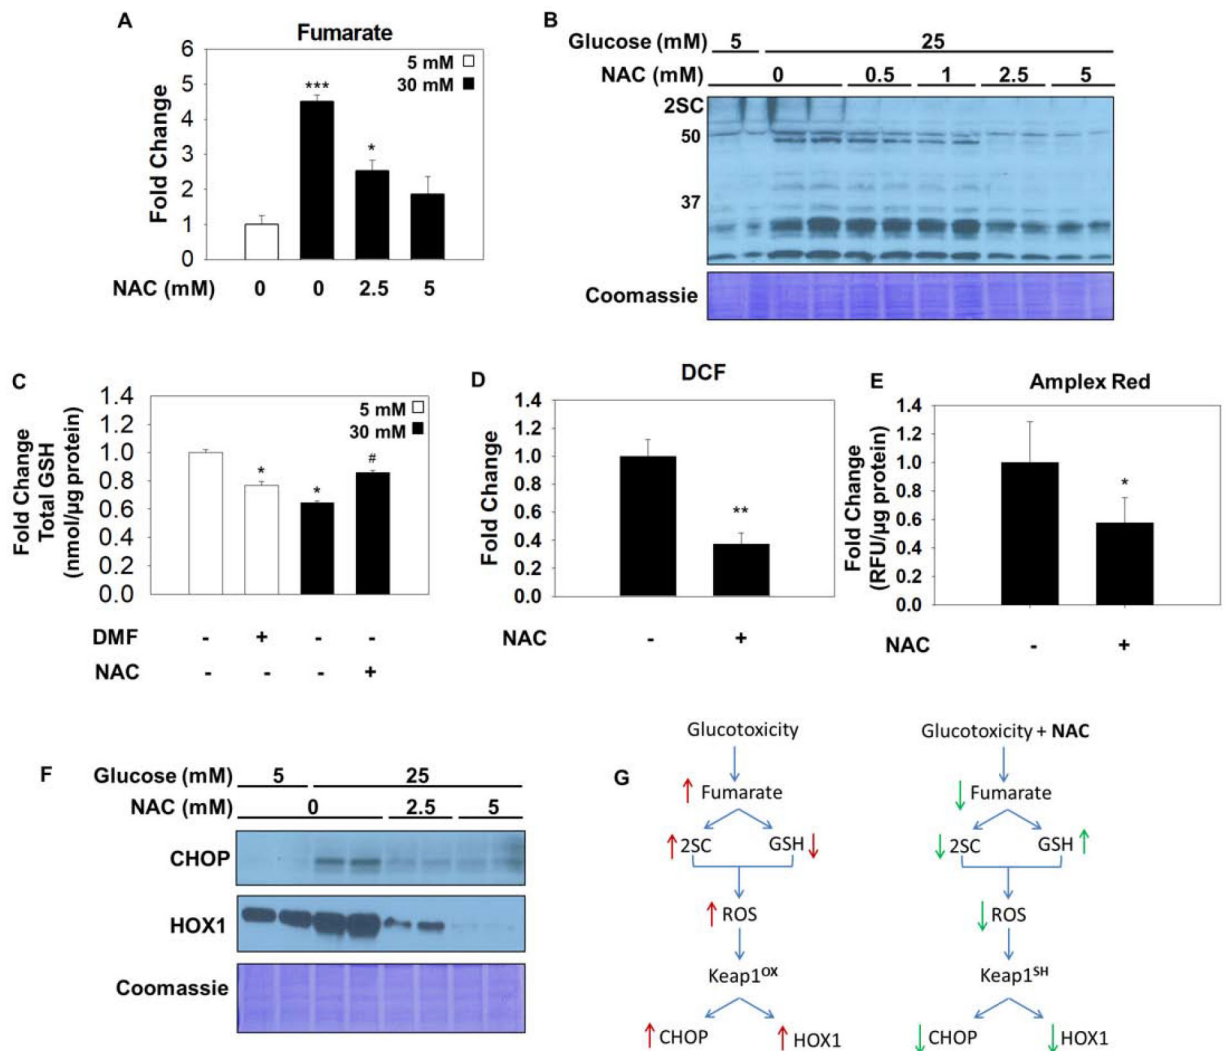 A
Fumarate
6
5
4
3
2
1
0
Fold Change
5 mM
30 mM
***
*
NAC (mM) 0 0 2.5 5
B
Glucose (mM) 5 25
NAC (mM) 0 0.5 1 2.5 5
2SC
50
37
Coomassie
C
1.4
1.2
1.0
0.8
0.6
0.4
0.2
0.0
Fold Change
Total GSH
(nmol/µg protein)
5 mM
30 mM
*
*
#
DMF - + - -
NAC - - - +
D
DCF
1.4
1.2
1.0
0.8
0.6
0.4
0.2
0.0
Fold Change
**
NAC - +
E
Amplex Red
1.4
1.2
1.0
0.8
0.6
0.4
0.2
0.0
Fold Change
(RFU/µg protein)
*
NAC - +
F
Glucose (mM) 5 25
NAC (mM) 0 2.5 5
CHOP
HOX1
Coomassie
G
Glucotoxicity
Fumarate
2SC GSH
ROS
Keap1OX
CHOP HOX1
Glucotoxicity + NAC
Fumarate
2SC GSH
ROS
Keap1SH
CHOP HOX1